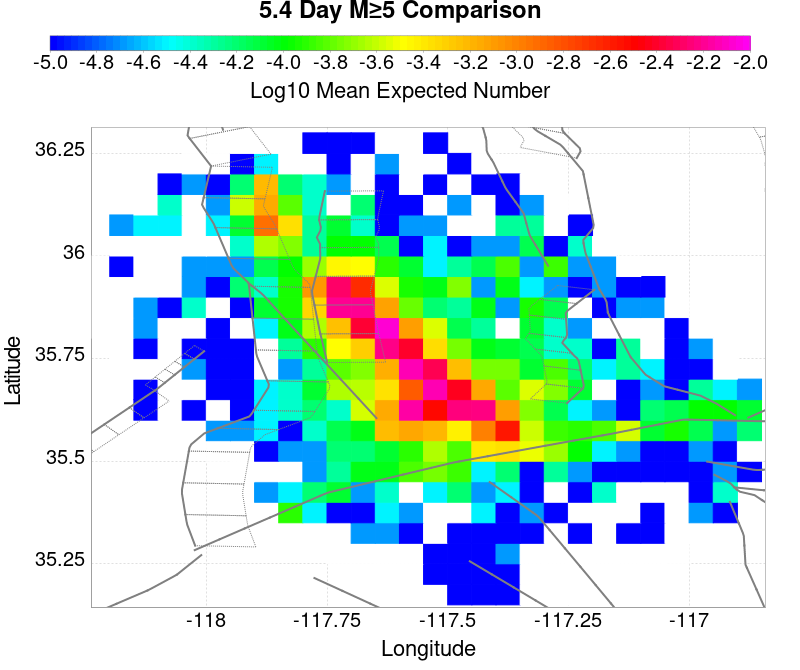 5.4 Day M≥5 Comparison
-5.0 -4.8 -4.6 -4.4 -4.2 -4.0 -3.8 -3.6 -3.4 -3.2 -3.0 -2.8 -2.6 -2.4 -2.2 -2.0
Log10 Mean Expected Number
36.25
36
35.75
35.5
35.25
Latitude
-118 -117.75 -117.5 -117.25 -117
Longitude